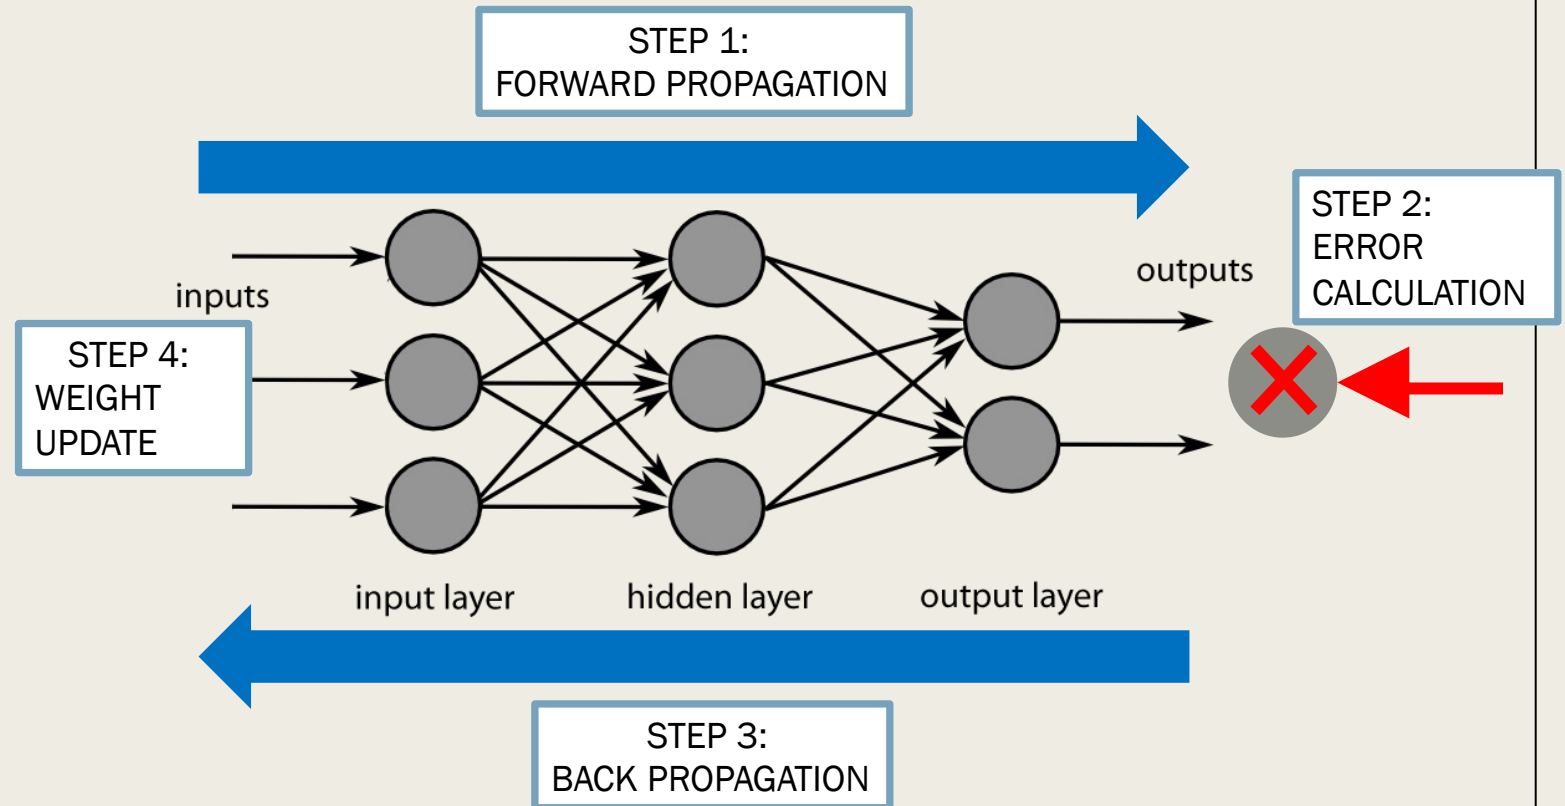 STEP 1:
FORWARD PROPAGATION
STEP 2:
ERROR
CALCULATION
outputs
inputs
STEP 4:
WEIGHT
UPDATE
input layer
hidden layer
output layer
STEP 3:
BACK PROPAGATION